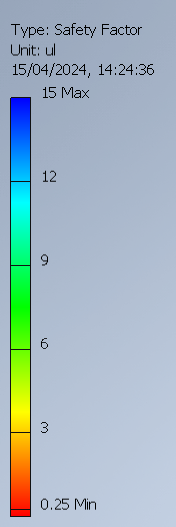 Type: Safety Factor
Unit: ul
15/04/2024, 14:24:36
15 Max
12
9
6
3
0.25 Min